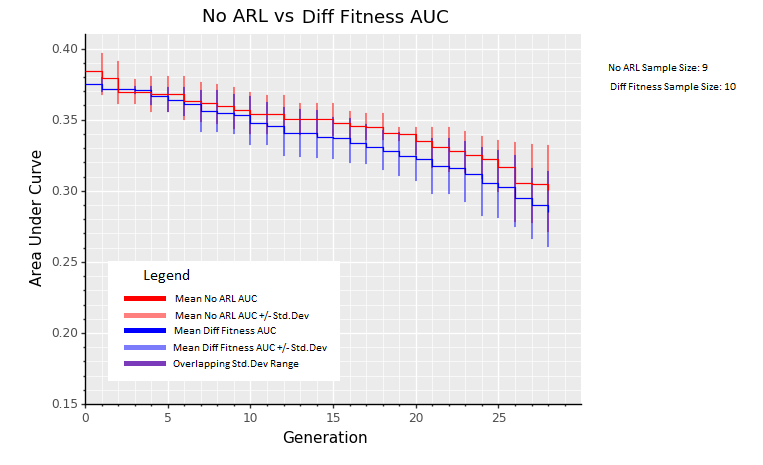 No ARL vs Diff Fitness AUC
No ARL Sample Size: 9
Diff Fitness Sample Size: 10
Area Under Curve
0.40
0.35
0.30
0.25
0.20
0.15
Legend
Mean No ARL AUC
Mean No ARL AUC +/- Std.Dev
Mean Diff Fitness AUC
Mean Diff Fitness AUC +/- Std.Dev
Overlapping Std.Dev Range
0 5 10 15 20 25
Generation